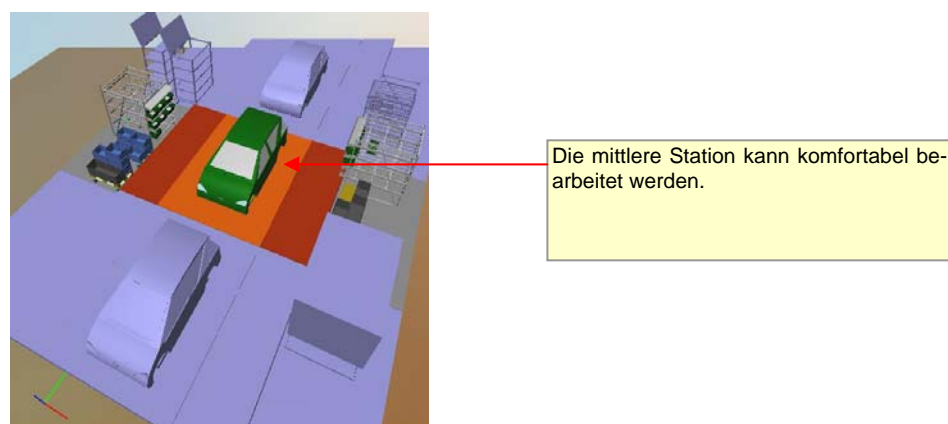 Die mittlere Station kann komfortabel be-
arbeitet werden.